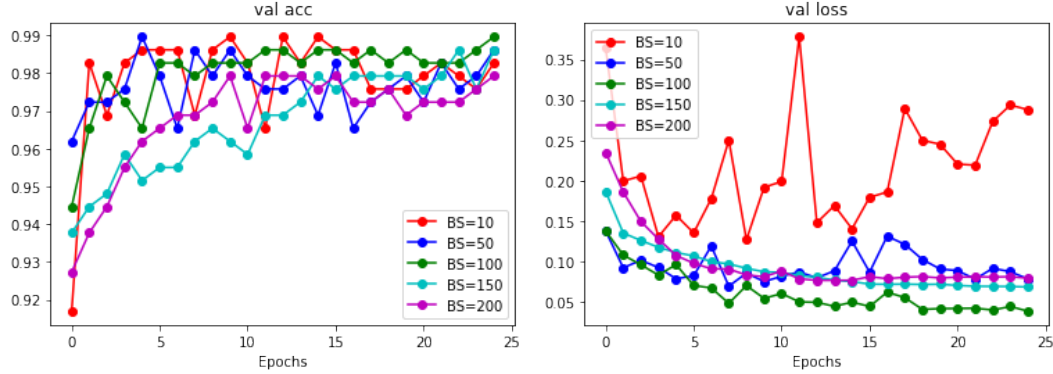 val acc
0.99
0.98
0.97
0.96
0.95
0.94
0.93
0.92
0 5 10 15 20 25
Epochs
BS=10
BS=50
BS=100
BS=150
BS=200
val loss
0.35
0.30
0.25
0.20
0.15
0.10
0.05
0 5 10 15 20 25
Epochs
BS=10
BS=50
BS=100
BS=150
BS=200